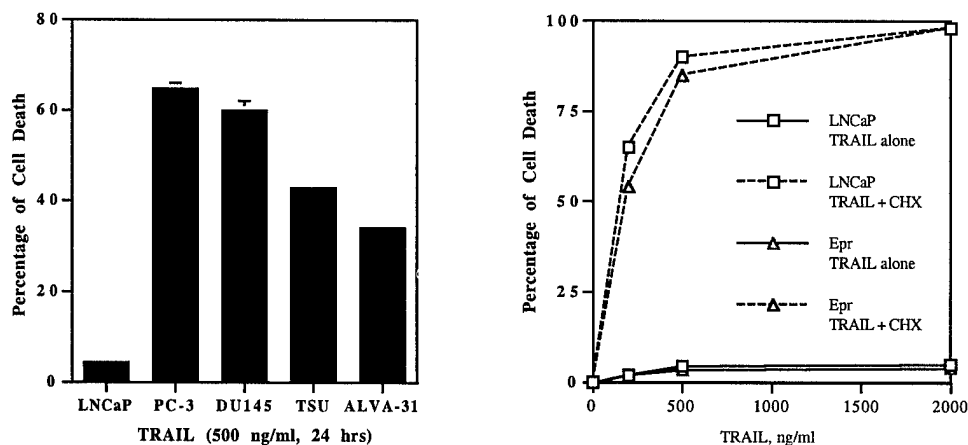 Percentage of Cell Death
80
60
40
20
0
LNCaP PC-3 DU145 TSU ALVA-31
TRAIL (500 ng/ml, 24 hrs)
Percentage of Cell Death
100
75
50
25
0
0 500 1000 1500 2000
TRAIL, ng/ml
LNCaP
TRAIL alone
LNCaP
TRAIL + CHX
Epr
TRAIL alone
Epr
TRAIL + CHX